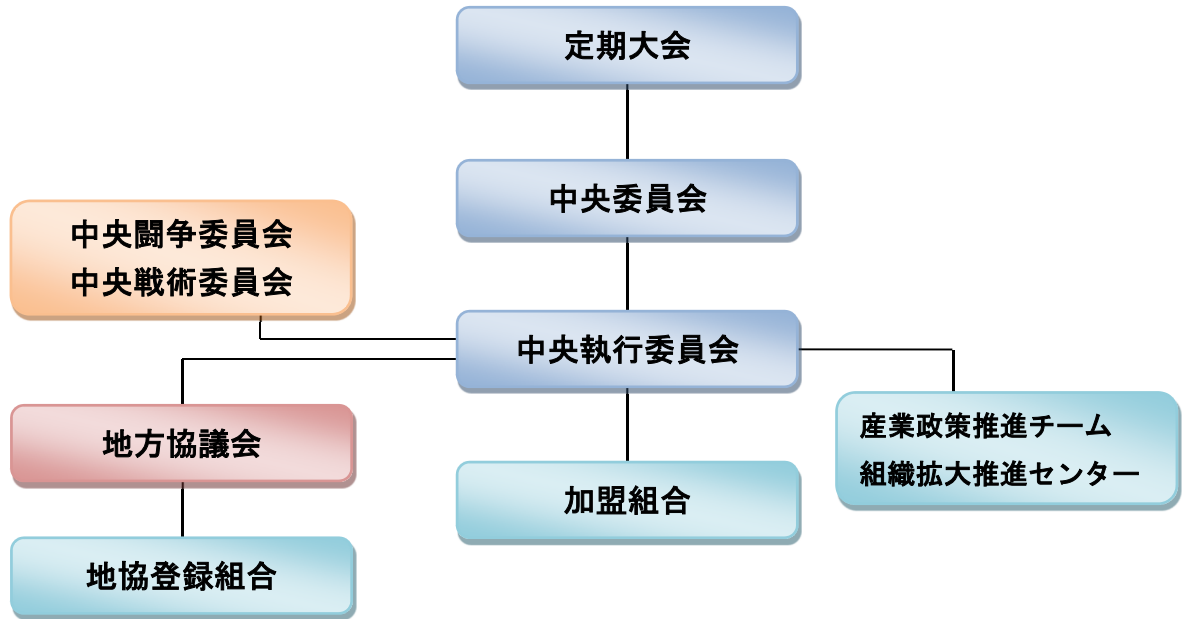 定期大会
中央委員会
中央闘争委員会
中央戦術委員会
中央執行委員会
地方協議会
加盟組合
産業政策推進チーム
組織拡大推進センター
地協登録組合